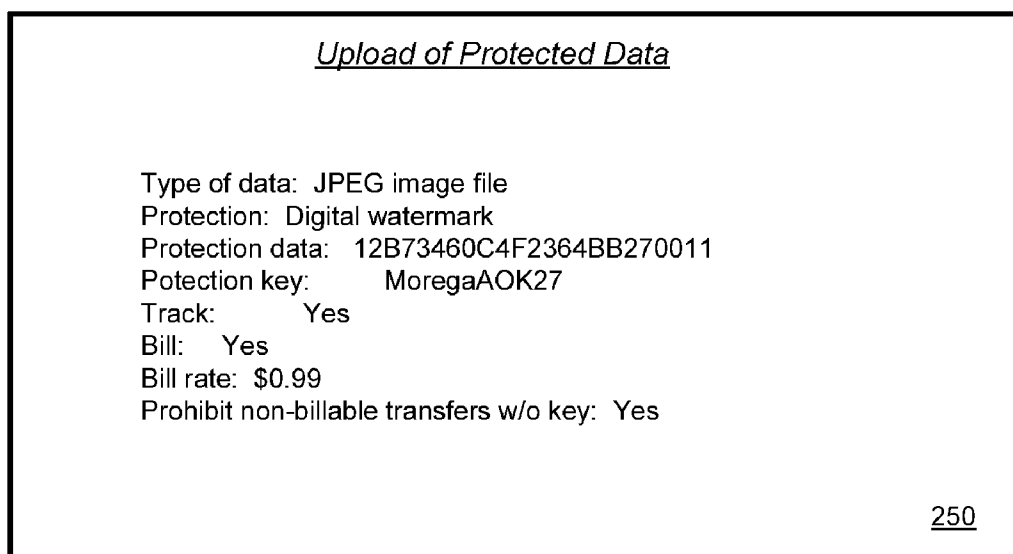 Upload of Protected Data
Type of data: JPEG image file
Protection: Digital watermark
Protection data: 12B73460C4F2364BB270011
Potection key: MoregaAOK27
Track: Yes
Bill: Yes
Bill rate: $0.99
Prohibit non-billable transfers w/o key: Yes
250